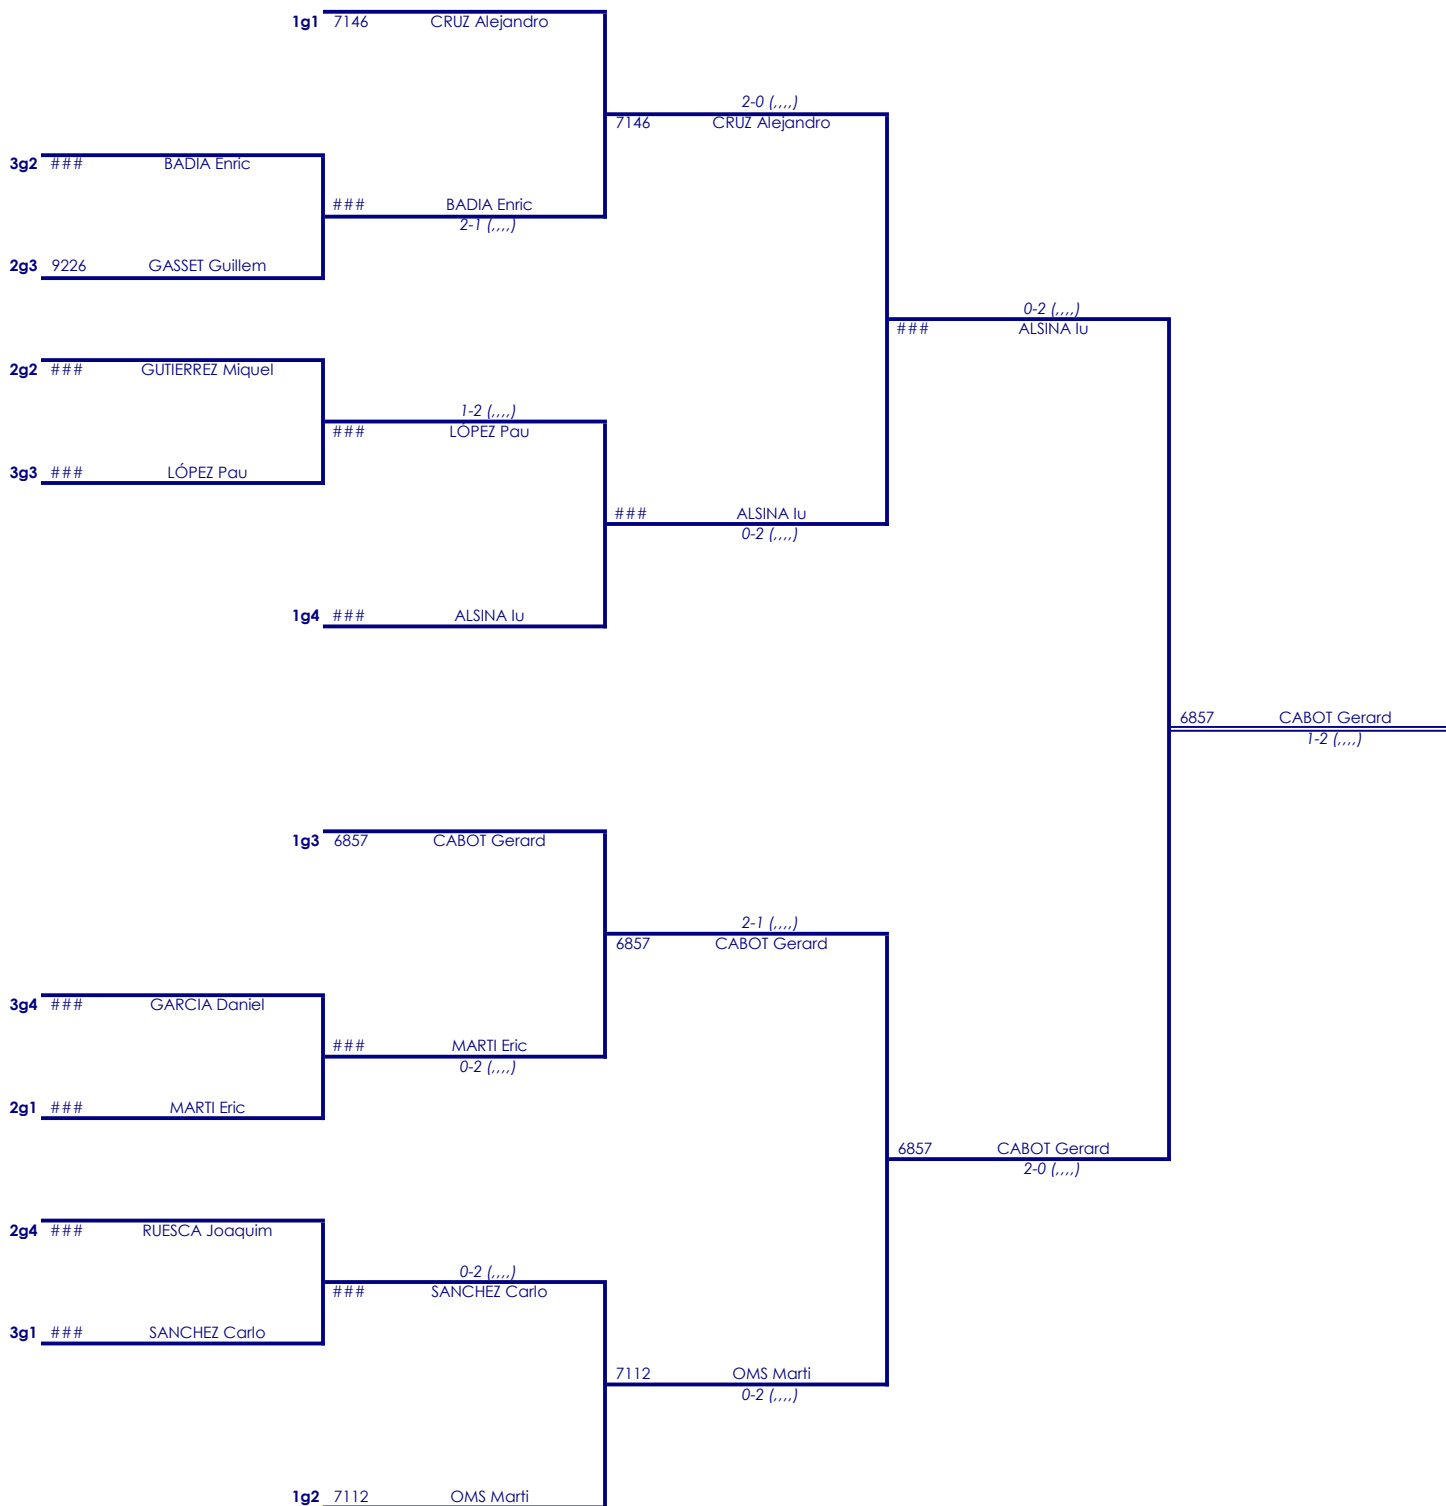 1g1 7146 CRUZ Alejandro
2-0 (,,,,)
7146 CRUZ Alejandro
3g2 ### BADIA Enric
### BADIA Enric
2-1 (,,,,)
2g3 9226 GASSET Guillem
0-2 (,,,,)
### ALSINA Iu
2g2 ### GUTIERREZ Miquel
1-2 (,,,,)
### LÓPEZ Pau
3g3 ### LÓPEZ Pau
### ALSINA Iu
0-2 (,,,,)
1g4 ### ALSINA Iu
6857 CABOT Gerard
1-2 (,,,,)
1g3 6857 CABOT Gerard
2-1 (,,,,)
6857 CABOT Gerard
3g4 ### GARCIA Daniel
### MARTI Eric
0-2 (,,,,)
2g1 ### MARTI Eric
6857 CABOT Gerard
2-0 (,,,,)
2g4 ### RUESCA Joaquim
0-2 (,,,,)
### SANCHEZ Carlo
3g1 ### SANCHEZ Carlo
7112 OMS Marti
0-2 (,,,,)
1g2 7112 OMS Marti